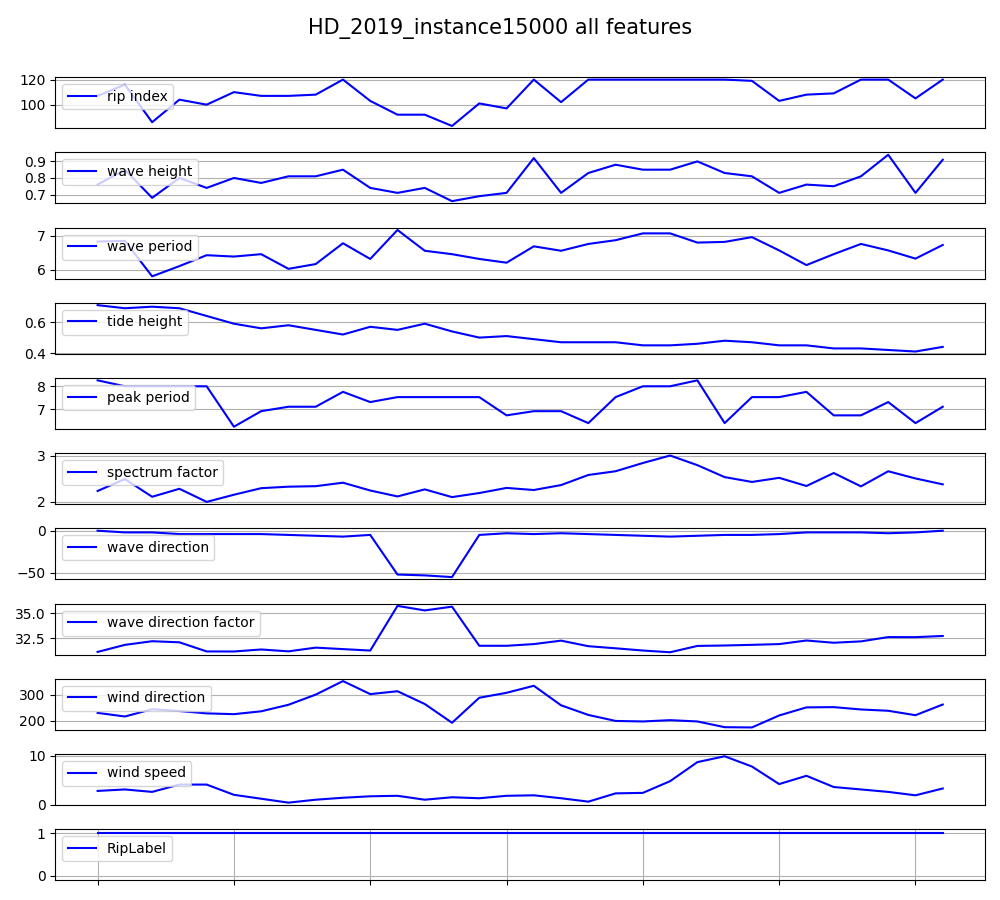 HD_2019_instance15000 all features
120
100
rip index
0.9
0.8
0.7
wave height
7
6
wave period
0.6
0.4
tide height
8
7
peak period
3
2
spectrum factor
0
−50
wave direction
35.0
32.5
wave direction factor
300
200
wind direction
10
0
wind speed
1
0
RipLabel